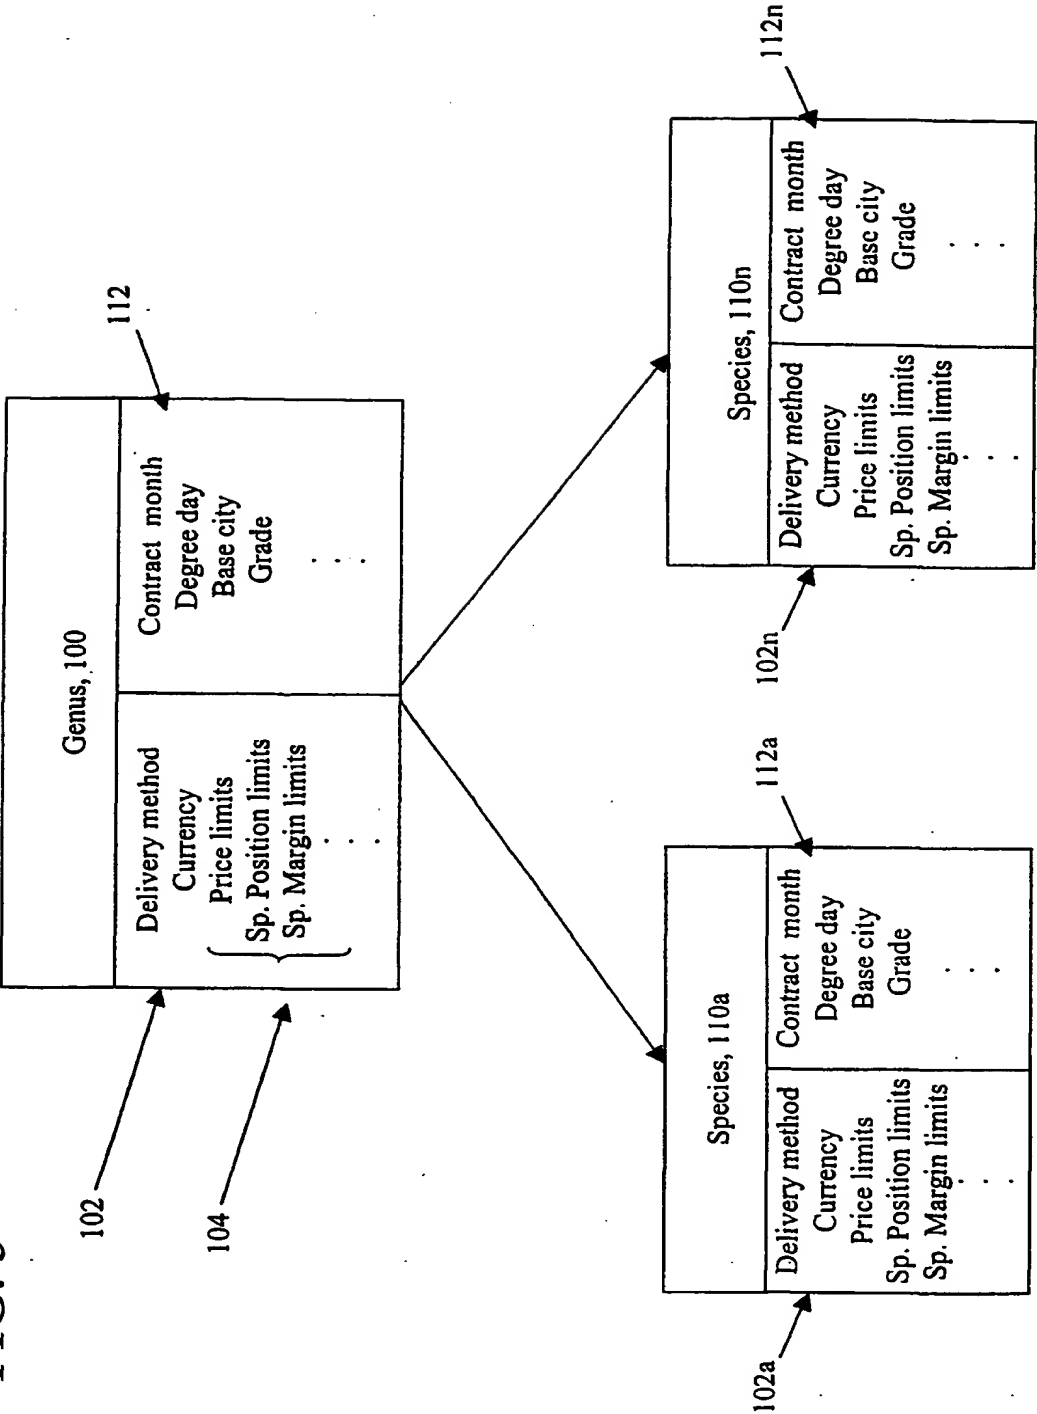 Genus, 100
102
Delivery method
Currency
Price limits
Sp. Position limits
Sp. Margin limits
104
112
Contract month
Degree day
Base city
Grade
Species, 110a
102a
Delivery method
Currency
Price limits
Sp. Position limits
Sp. Margin limits
112a
Contract month
Degree day
Base city
Grade
Species, 110n
102n
Delivery method
Currency
Price limits
Sp. Position limits
Sp. Margin limits
112n
Contract month
Degree day
Base city
Grade